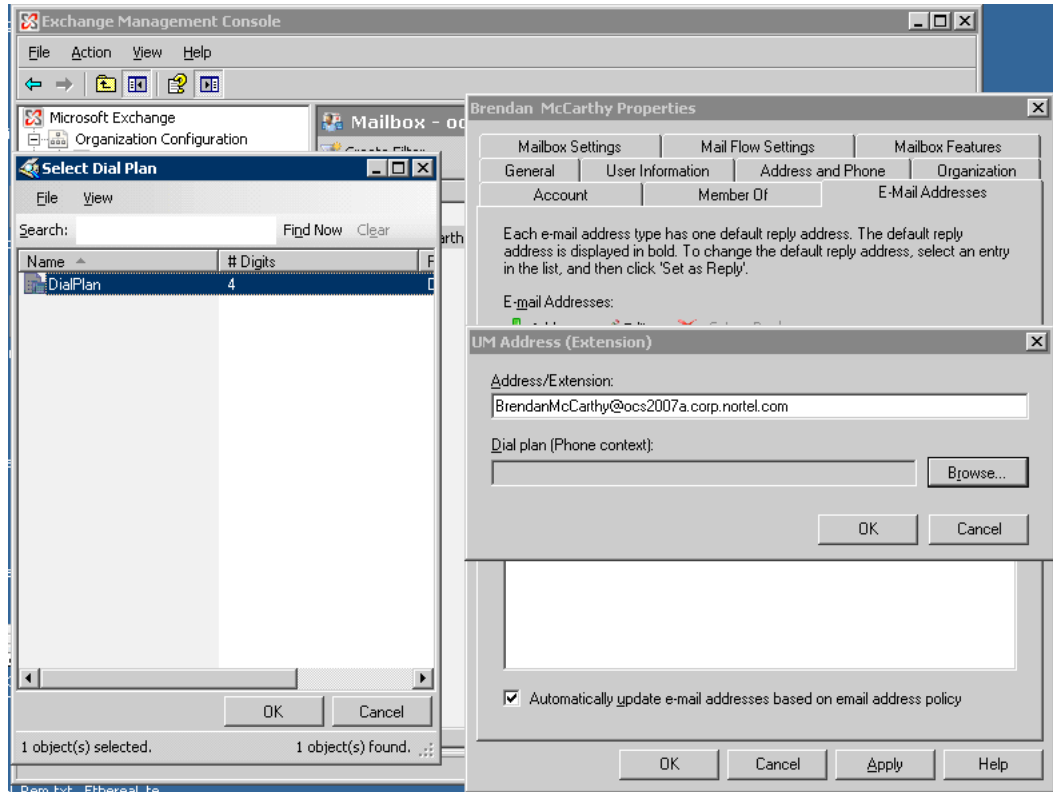 Exchange Management Console
File Action View Help
Microsoft Exchange
Organization Configuration
Mailbox - oc
Create Filter
Select Dial Plan
File View
Search: Find Now Clear
Name # Digits
DialPlan 4
OK Cancel
1 object(s) selected. 1 object(s) found.
Brendan McCarthy Properties
Mailbox Settings Mail Flow Settings Mailbox Features
General User Information Address and Phone Organization
Account Member Of E-Mail Addresses
Each e-mail address type has one default reply address. The default reply
address is displayed in bold. To change the default reply address, select an entry
in the list, and then click 'Set as Reply'.
E-mail Addresses:
UM Address (Extension)
Address/Extension:
BrendanMcCarthy@ocs2007a.corp.nortel.com
Dial plan (Phone context):
Browse...
OK Cancel
Automatically update e-mail addresses based on email address policy
OK Cancel Apply Help